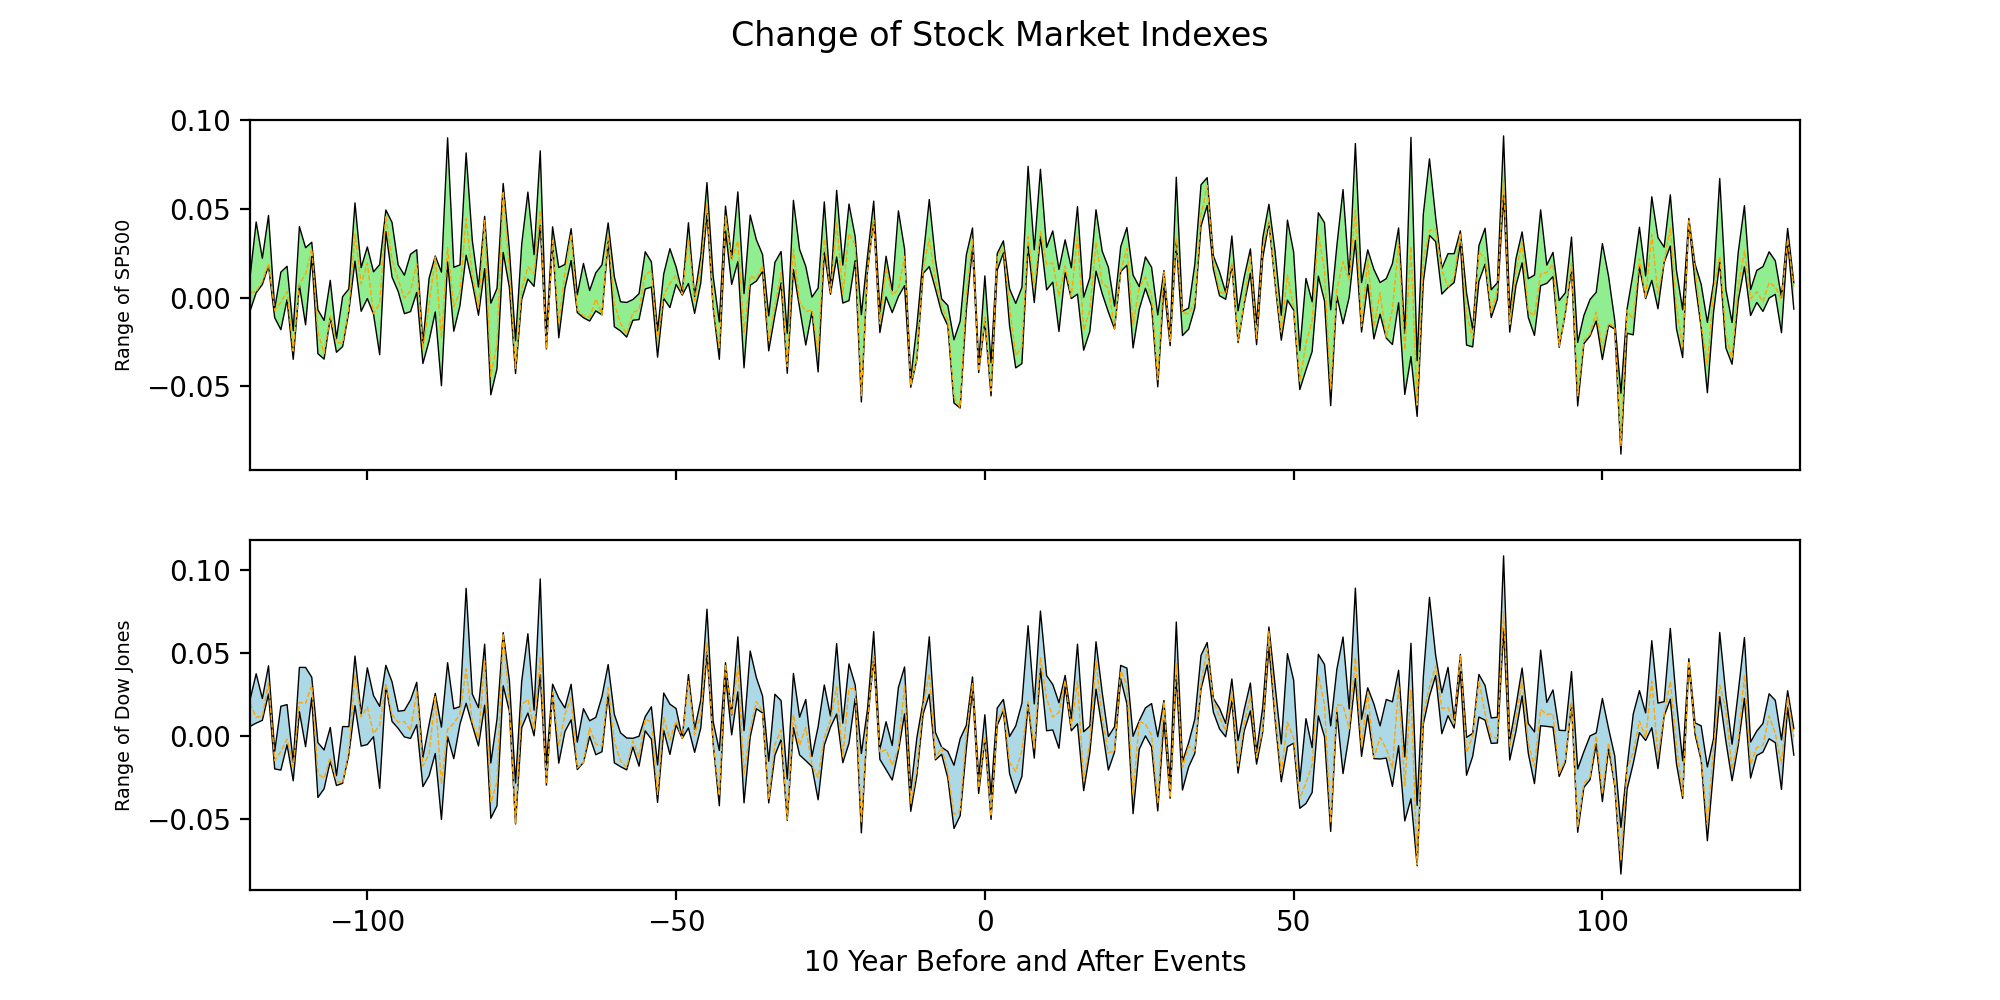 Change of Stock Market Indexes
0.10
0.05
0.00
−0.05
Range of SP500
0.10
0.05
0.00
−0.05
Range of Dow Jones
−100 −50 0 50 100
10 Year Before and After Events